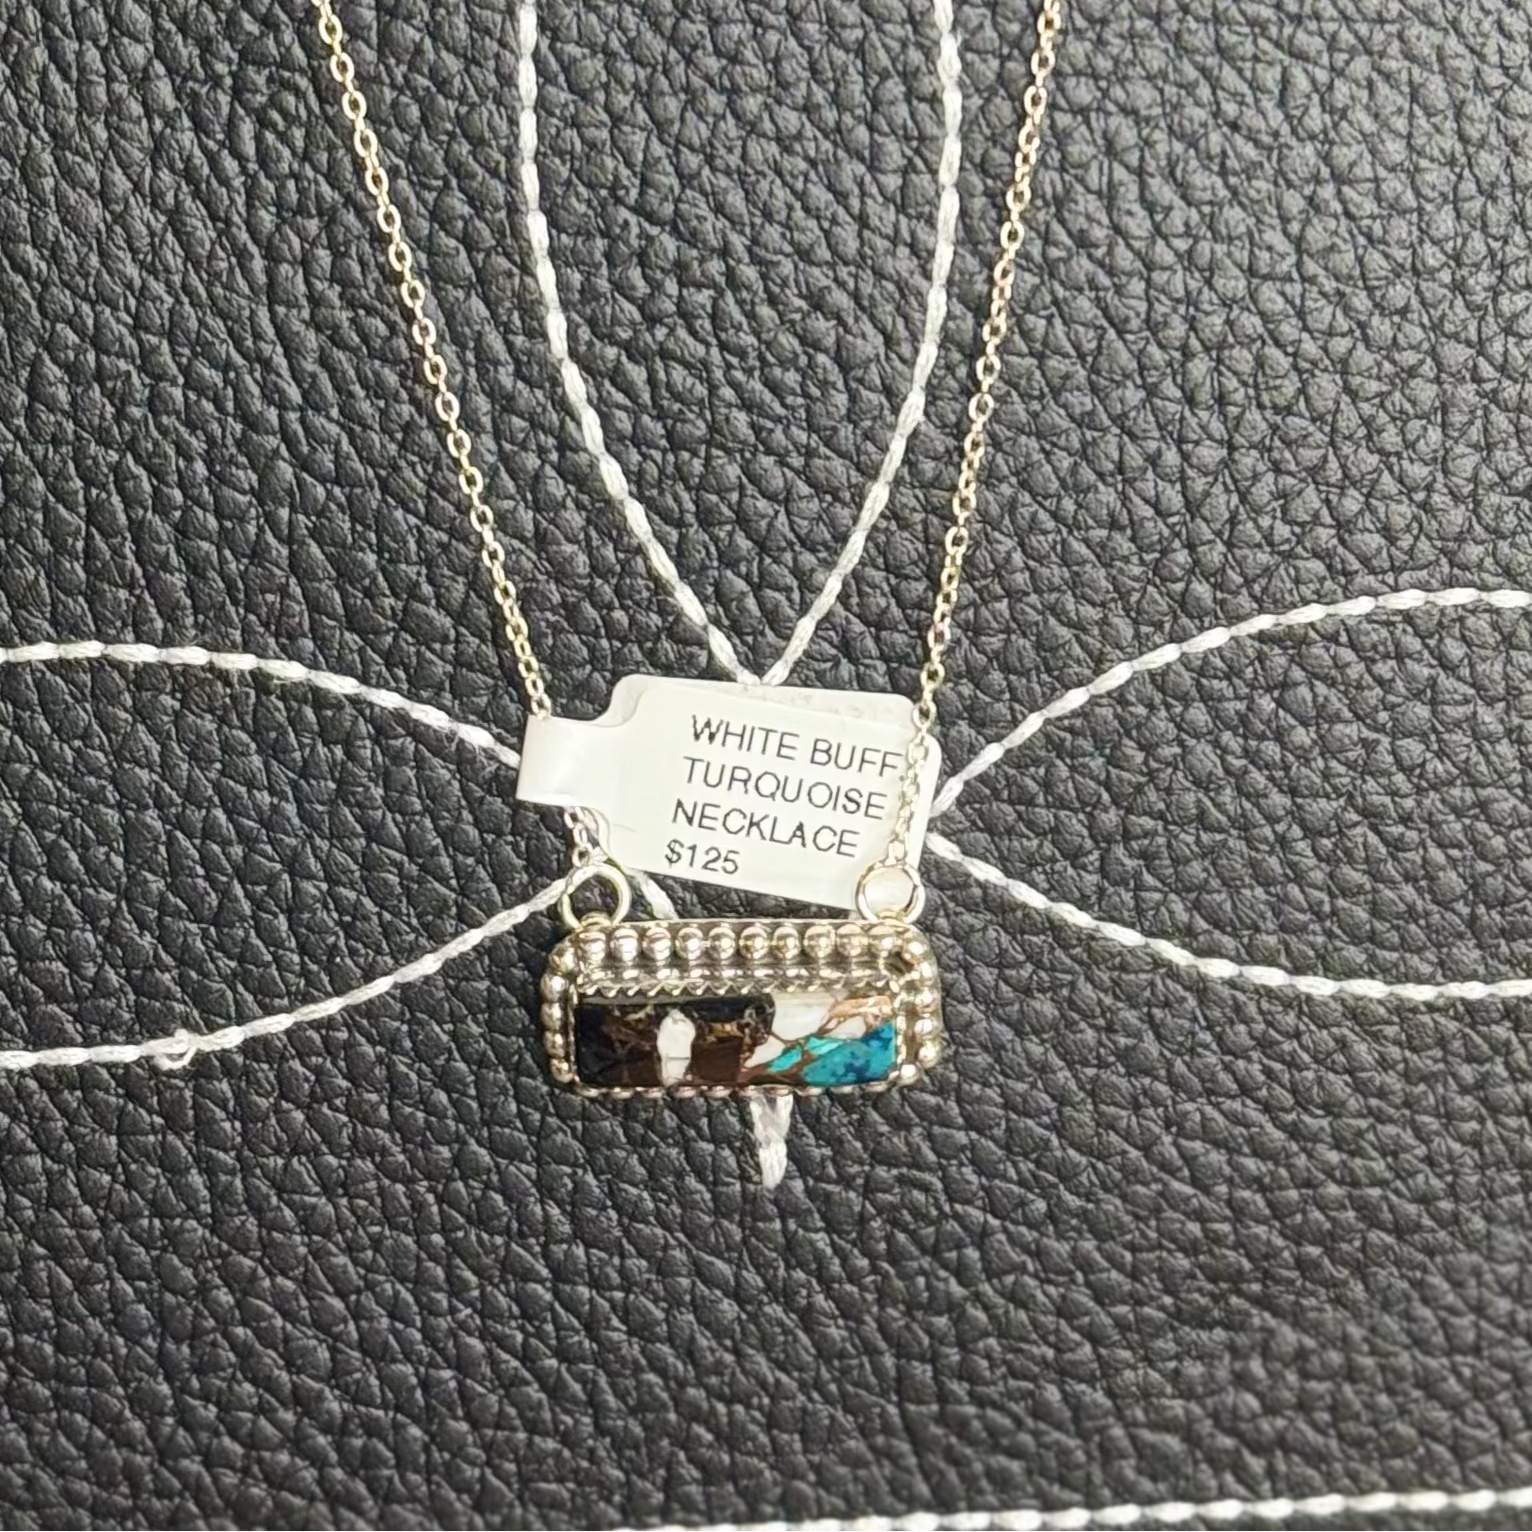 WHITE BUFF
TURQUOISE
NECKLACE
$125